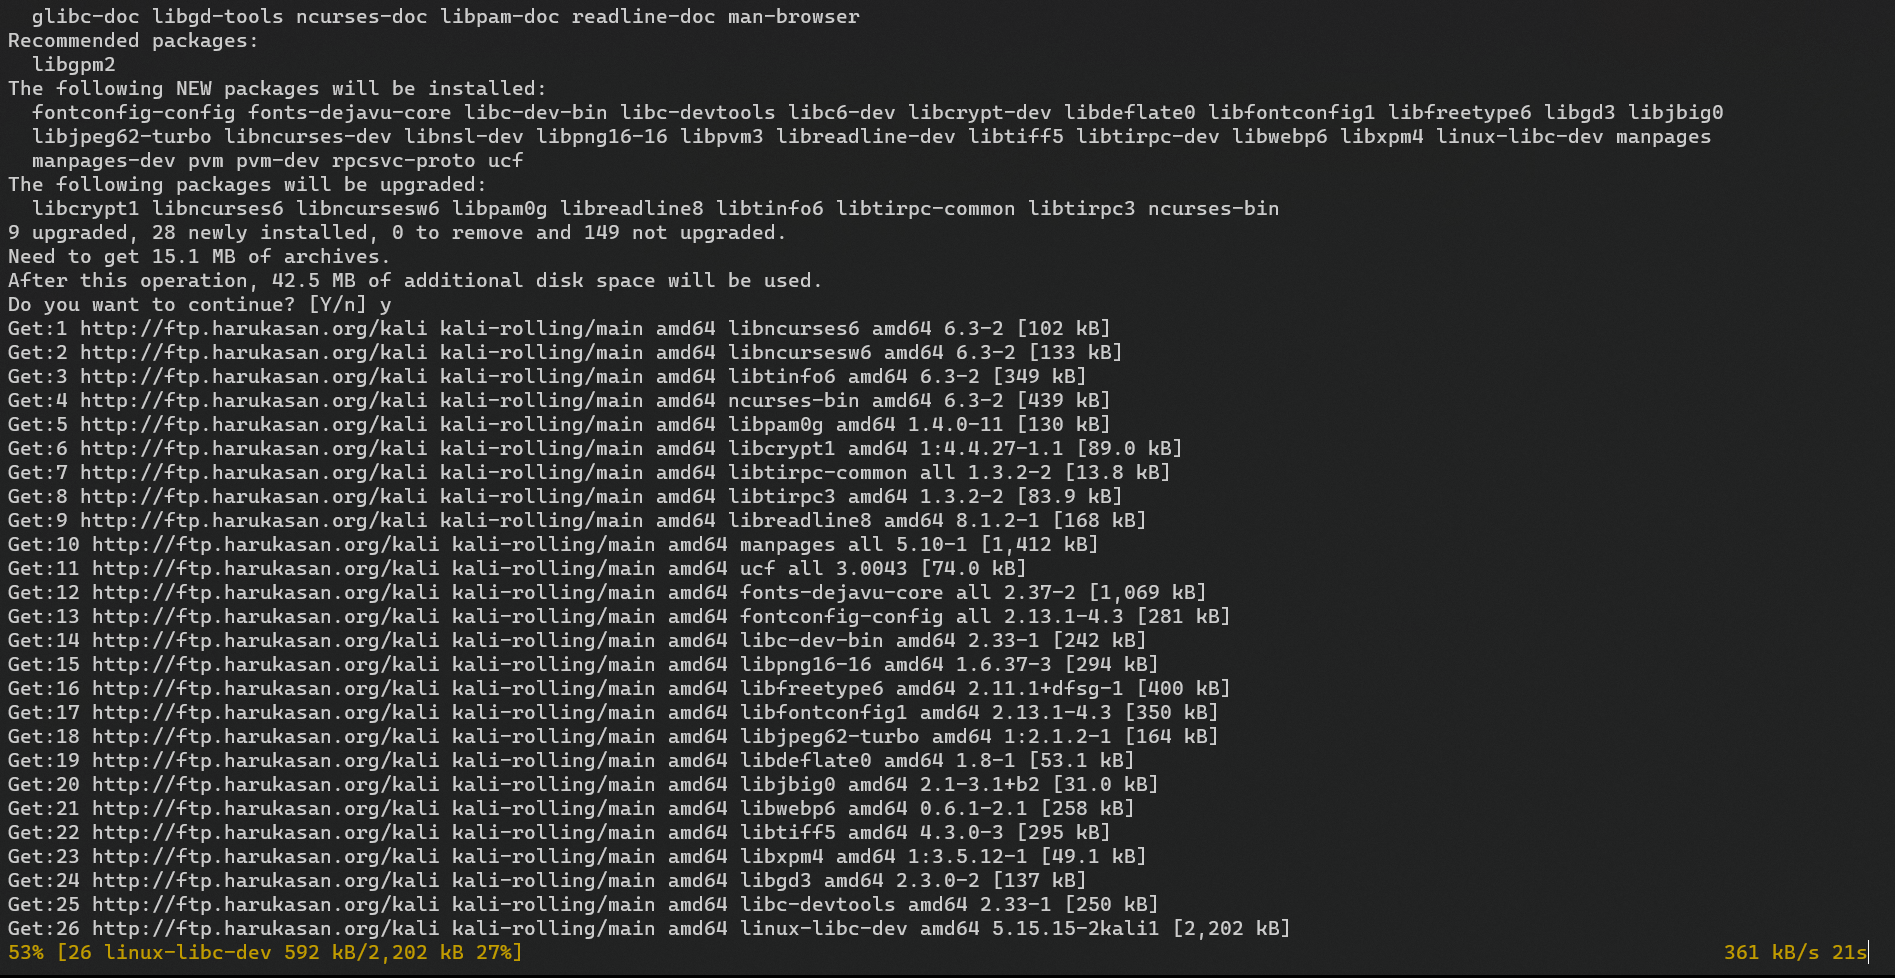 glibc-doc libgd-tools ncurses-doc libpam-doc readline-doc man-browser
Recommended packages:
libgpm2
The following NEW packages will be installed:
fontconfig-config fonts-dejavu-core libc-dev-bin libc-devtools libc6-dev libcrypt-dev libdeflate0 libfontconfig1 libfreetype6 libgd3 libjbig0
libjpeg62-turbo libncurses-dev libnsl-dev libpng16-16 libpvm3 libreadline-dev libtiff5 libtirpc-dev libwebp6 libxpm4 linux-libc-dev manpages
manpages-dev pvm pvm-dev rpcsvc-proto ucf
The following packages will be upgraded:
libcrypt1 libncurses6 libncursesw6 libpam0g libreadline8 libtinfo6 libtirpc-common libtirpc3 ncurses-bin
9 upgraded, 28 newly installed, 0 to remove and 149 not upgraded.
Need to get 15.1 MB of archives.
After this operation, 42.5 MB of additional disk space will be used.
Do you want to continue? [Y/n] y
Get:1 http://ftp.harukasan.org/kali kali-rolling/main amd64 libncurses6 amd64 6.3-2 [102 kB]
Get:2 http://ftp.harukasan.org/kali kali-rolling/main amd64 libncursesw6 amd64 6.3-2 [133 kB]
Get:3 http://ftp.harukasan.org/kali kali-rolling/main amd64 libtinfo6 amd64 6.3-2 [349 kB]
Get:4 http://ftp.harukasan.org/kali kali-rolling/main amd64 ncurses-bin amd64 6.3-2 [439 kB]
Get:5 http://ftp.harukasan.org/kali kali-rolling/main amd64 libpam0g amd64 1.4.0-11 [130 kB]
Get:6 http://ftp.harukasan.org/kali kali-rolling/main amd64 libcrypt1 amd64 1:4.4.27-1.1 [89.0 kB]
Get:7 http://ftp.harukasan.org/kali kali-rolling/main amd64 libtirpc-common all 1.3.2-2 [13.8 kB]
Get:8 http://ftp.harukasan.org/kali kali-rolling/main amd64 libtirpc3 amd64 1.3.2-2 [83.9 kB]
Get:9 http://ftp.harukasan.org/kali kali-rolling/main amd64 libreadline8 amd64 8.1.2-1 [168 kB]
Get:10 http://ftp.harukasan.org/kali kali-rolling/main amd64 manpages all 5.10-1 [1,412 kB]
Get:11 http://ftp.harukasan.org/kali kali-rolling/main amd64 ucf all 3.0043 [74.0 kB]
Get:12 http://ftp.harukasan.org/kali kali-rolling/main amd64 fonts-dejavu-core all 2.37-2 [1,069 kB]
Get:13 http://ftp.harukasan.org/kali kali-rolling/main amd64 fontconfig-config all 2.13.1-4.3 [281 kB]
Get:14 http://ftp.harukasan.org/kali kali-rolling/main amd64 libc-dev-bin amd64 2.33-1 [242 kB]
Get:15 http://ftp.harukasan.org/kali kali-rolling/main amd64 libpng16-16 amd64 1.6.37-3 [294 kB]
Get:16 http://ftp.harukasan.org/kali kali-rolling/main amd64 libfreetype6 amd64 2.11.1+dfsg-1 [400 kB]
Get:17 http://ftp.harukasan.org/kali kali-rolling/main amd64 libfontconfig1 amd64 2.13.1-4.3 [350 kB]
Get:18 http://ftp.harukasan.org/kali kali-rolling/main amd64 libjpeg62-turbo amd64 1:2.1.2-1 [164 kB]
Get:19 http://ftp.harukasan.org/kali kali-rolling/main amd64 libdeflate0 amd64 1.8-1 [53.1 kB]
Get:20 http://ftp.harukasan.org/kali kali-rolling/main amd64 libjbig0 amd64 2.1-3.1+b2 [31.0 kB]
Get:21 http://ftp.harukasan.org/kali kali-rolling/main amd64 libwebp6 amd64 0.6.1-2.1 [258 kB]
Get:22 http://ftp.harukasan.org/kali kali-rolling/main amd64 libtiff5 amd64 4.3.0-3 [295 kB]
Get:23 http://ftp.harukasan.org/kali kali-rolling/main amd64 libxpm4 amd64 1:3.5.12-1 [49.1 kB]
Get:24 http://ftp.harukasan.org/kali kali-rolling/main amd64 libgd3 amd64 2.3.0-2 [137 kB]
Get:25 http://ftp.harukasan.org/kali kali-rolling/main amd64 libc-devtools amd64 2.33-1 [250 kB]
Get:26 http://ftp.harukasan.org/kali kali-rolling/main amd64 linux-libc-dev amd64 5.15.15-2kali1 [2,202 kB]
53% [26 linux-libc-dev 592 kB/2,202 kB 27%] 361 kB/s 21s